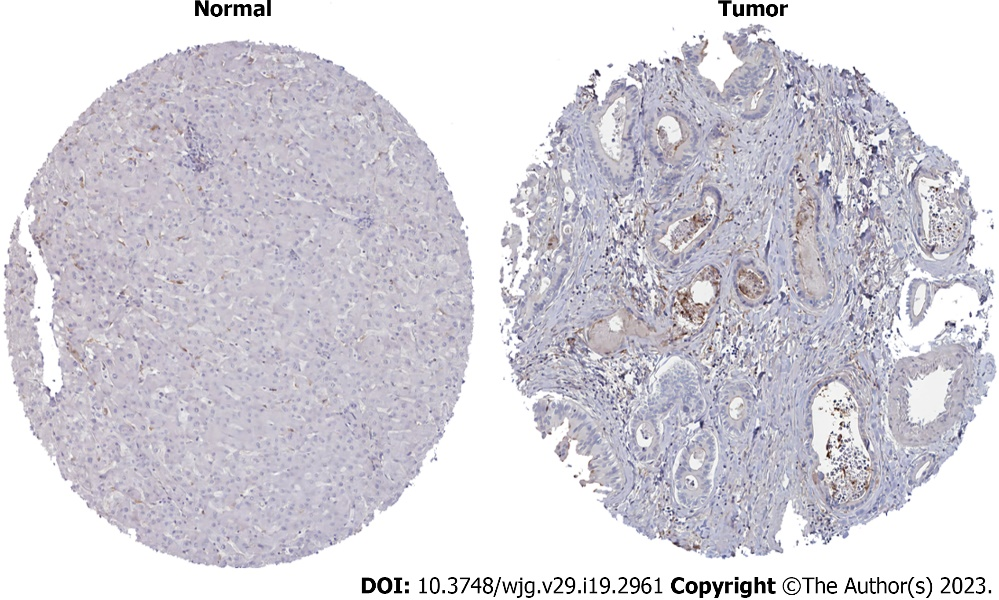 Normal
Tumor
DOI: 10.3748/wjg.v29.i19.2961 Copyright ©The Author(s) 2023.